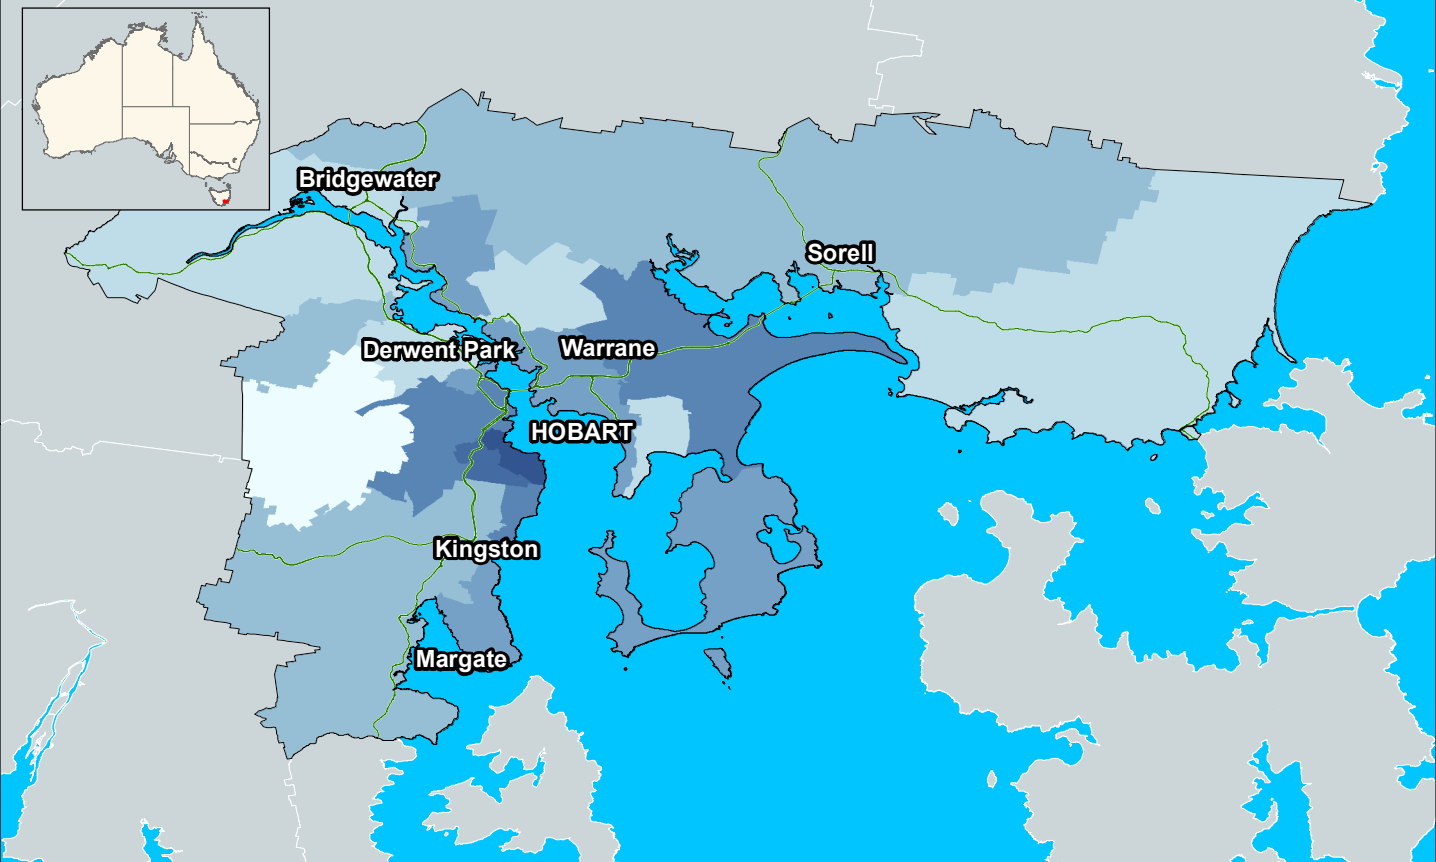 Bridgewater
Sorell
Derwent Park
Warrane
HOBART
Kingston
Margate